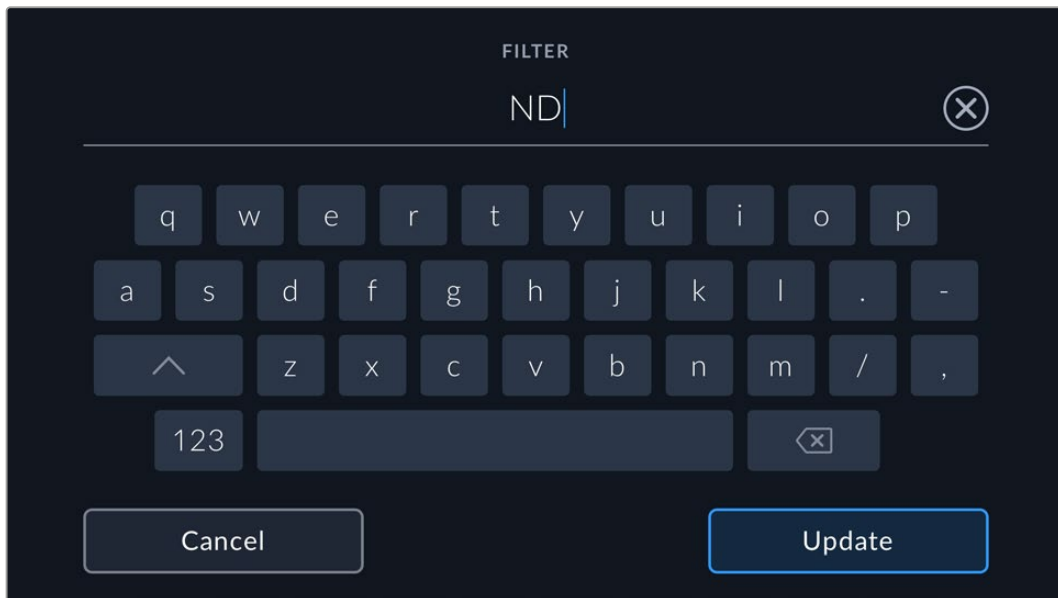 FILTER
ND
q w e r t y u i o p
a s d f g h j k l . -
z x c v b n m / ,
123
Cancel Update